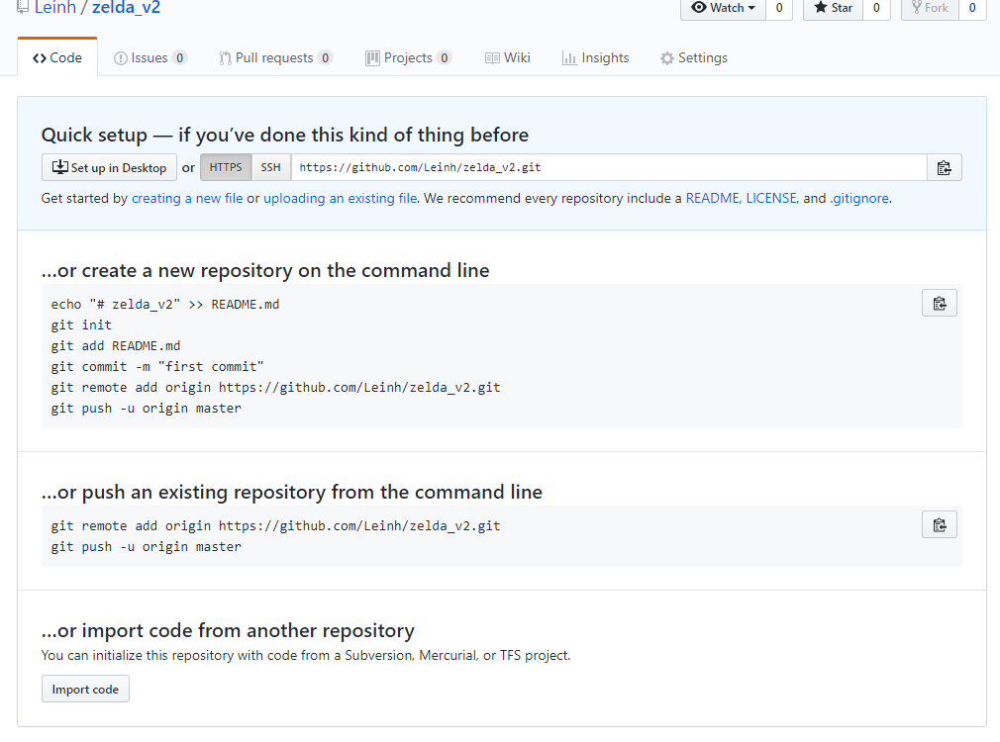 Leinh / zelda_v2
Watch 0 Star 0 Fork 0
Code Issues 0 Pull requests 0 Projects 0 Wiki Insights Settings
Quick setup — if you’ve done this kind of thing before
Set up in Desktop or HTTPS SSH https://github.com/Leinh/zelda_v2.git
Get started by creating a new file or uploading an existing file. We recommend every repository include a README, LICENSE, and .gitignore.
…or create a new repository on the command line
echo "# zelda_v2" >> README.md
git init
git add README.md
git commit -m "first commit"
git remote add origin https://github.com/Leinh/zelda_v2.git
git push -u origin master
…or push an existing repository from the command line
git remote add origin https://github.com/Leinh/zelda_v2.git
git push -u origin master
…or import code from another repository
You can initialize this repository with code from a Subversion, Mercurial, or TFS project.
Import code